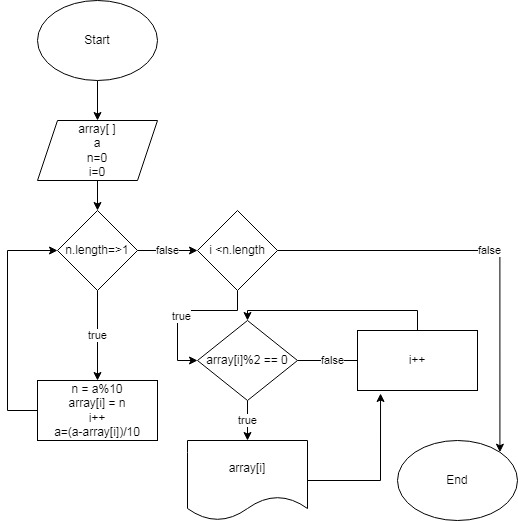 Start
array[ ]
a
n=0
i=0
n.length=>1
false
i <n.length
false
true
true
array[i]%2 == 0
false
i++
n = a%10
array[i] = n
i++
a=(a-array[i])/10
true
array[i]
End